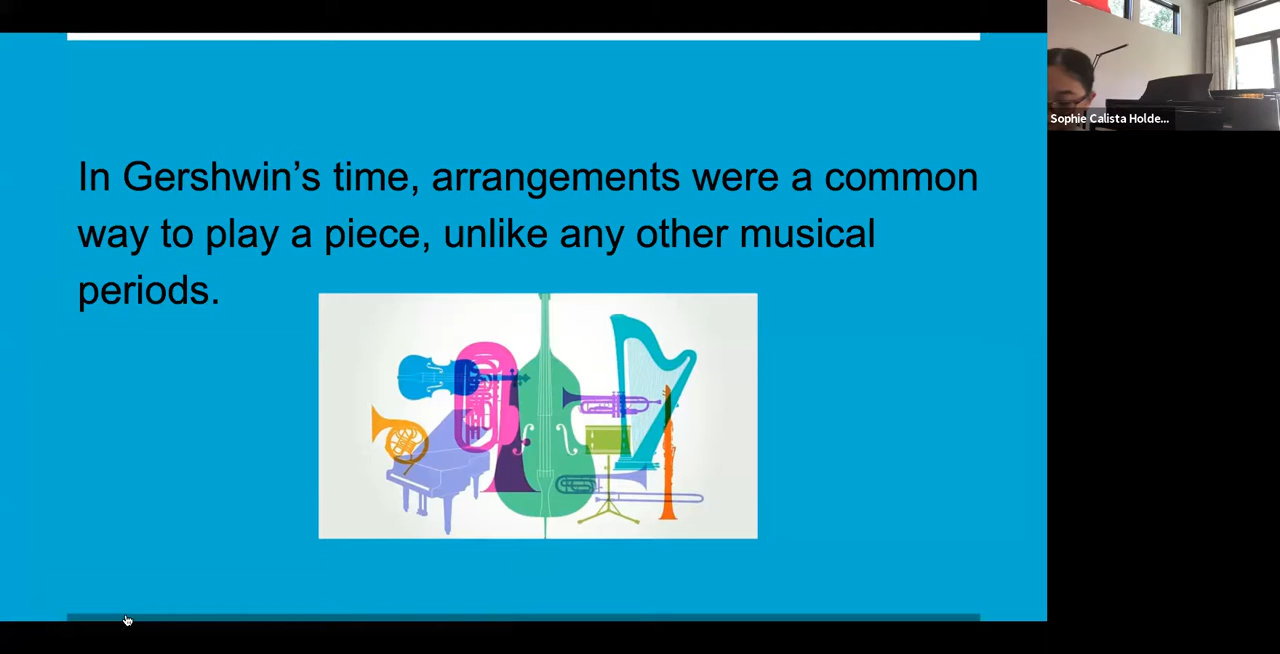 In Gershwin’s time, arrangements were a common
way to play a piece, unlike any other musical
periods.
Sophie Calista Holde...